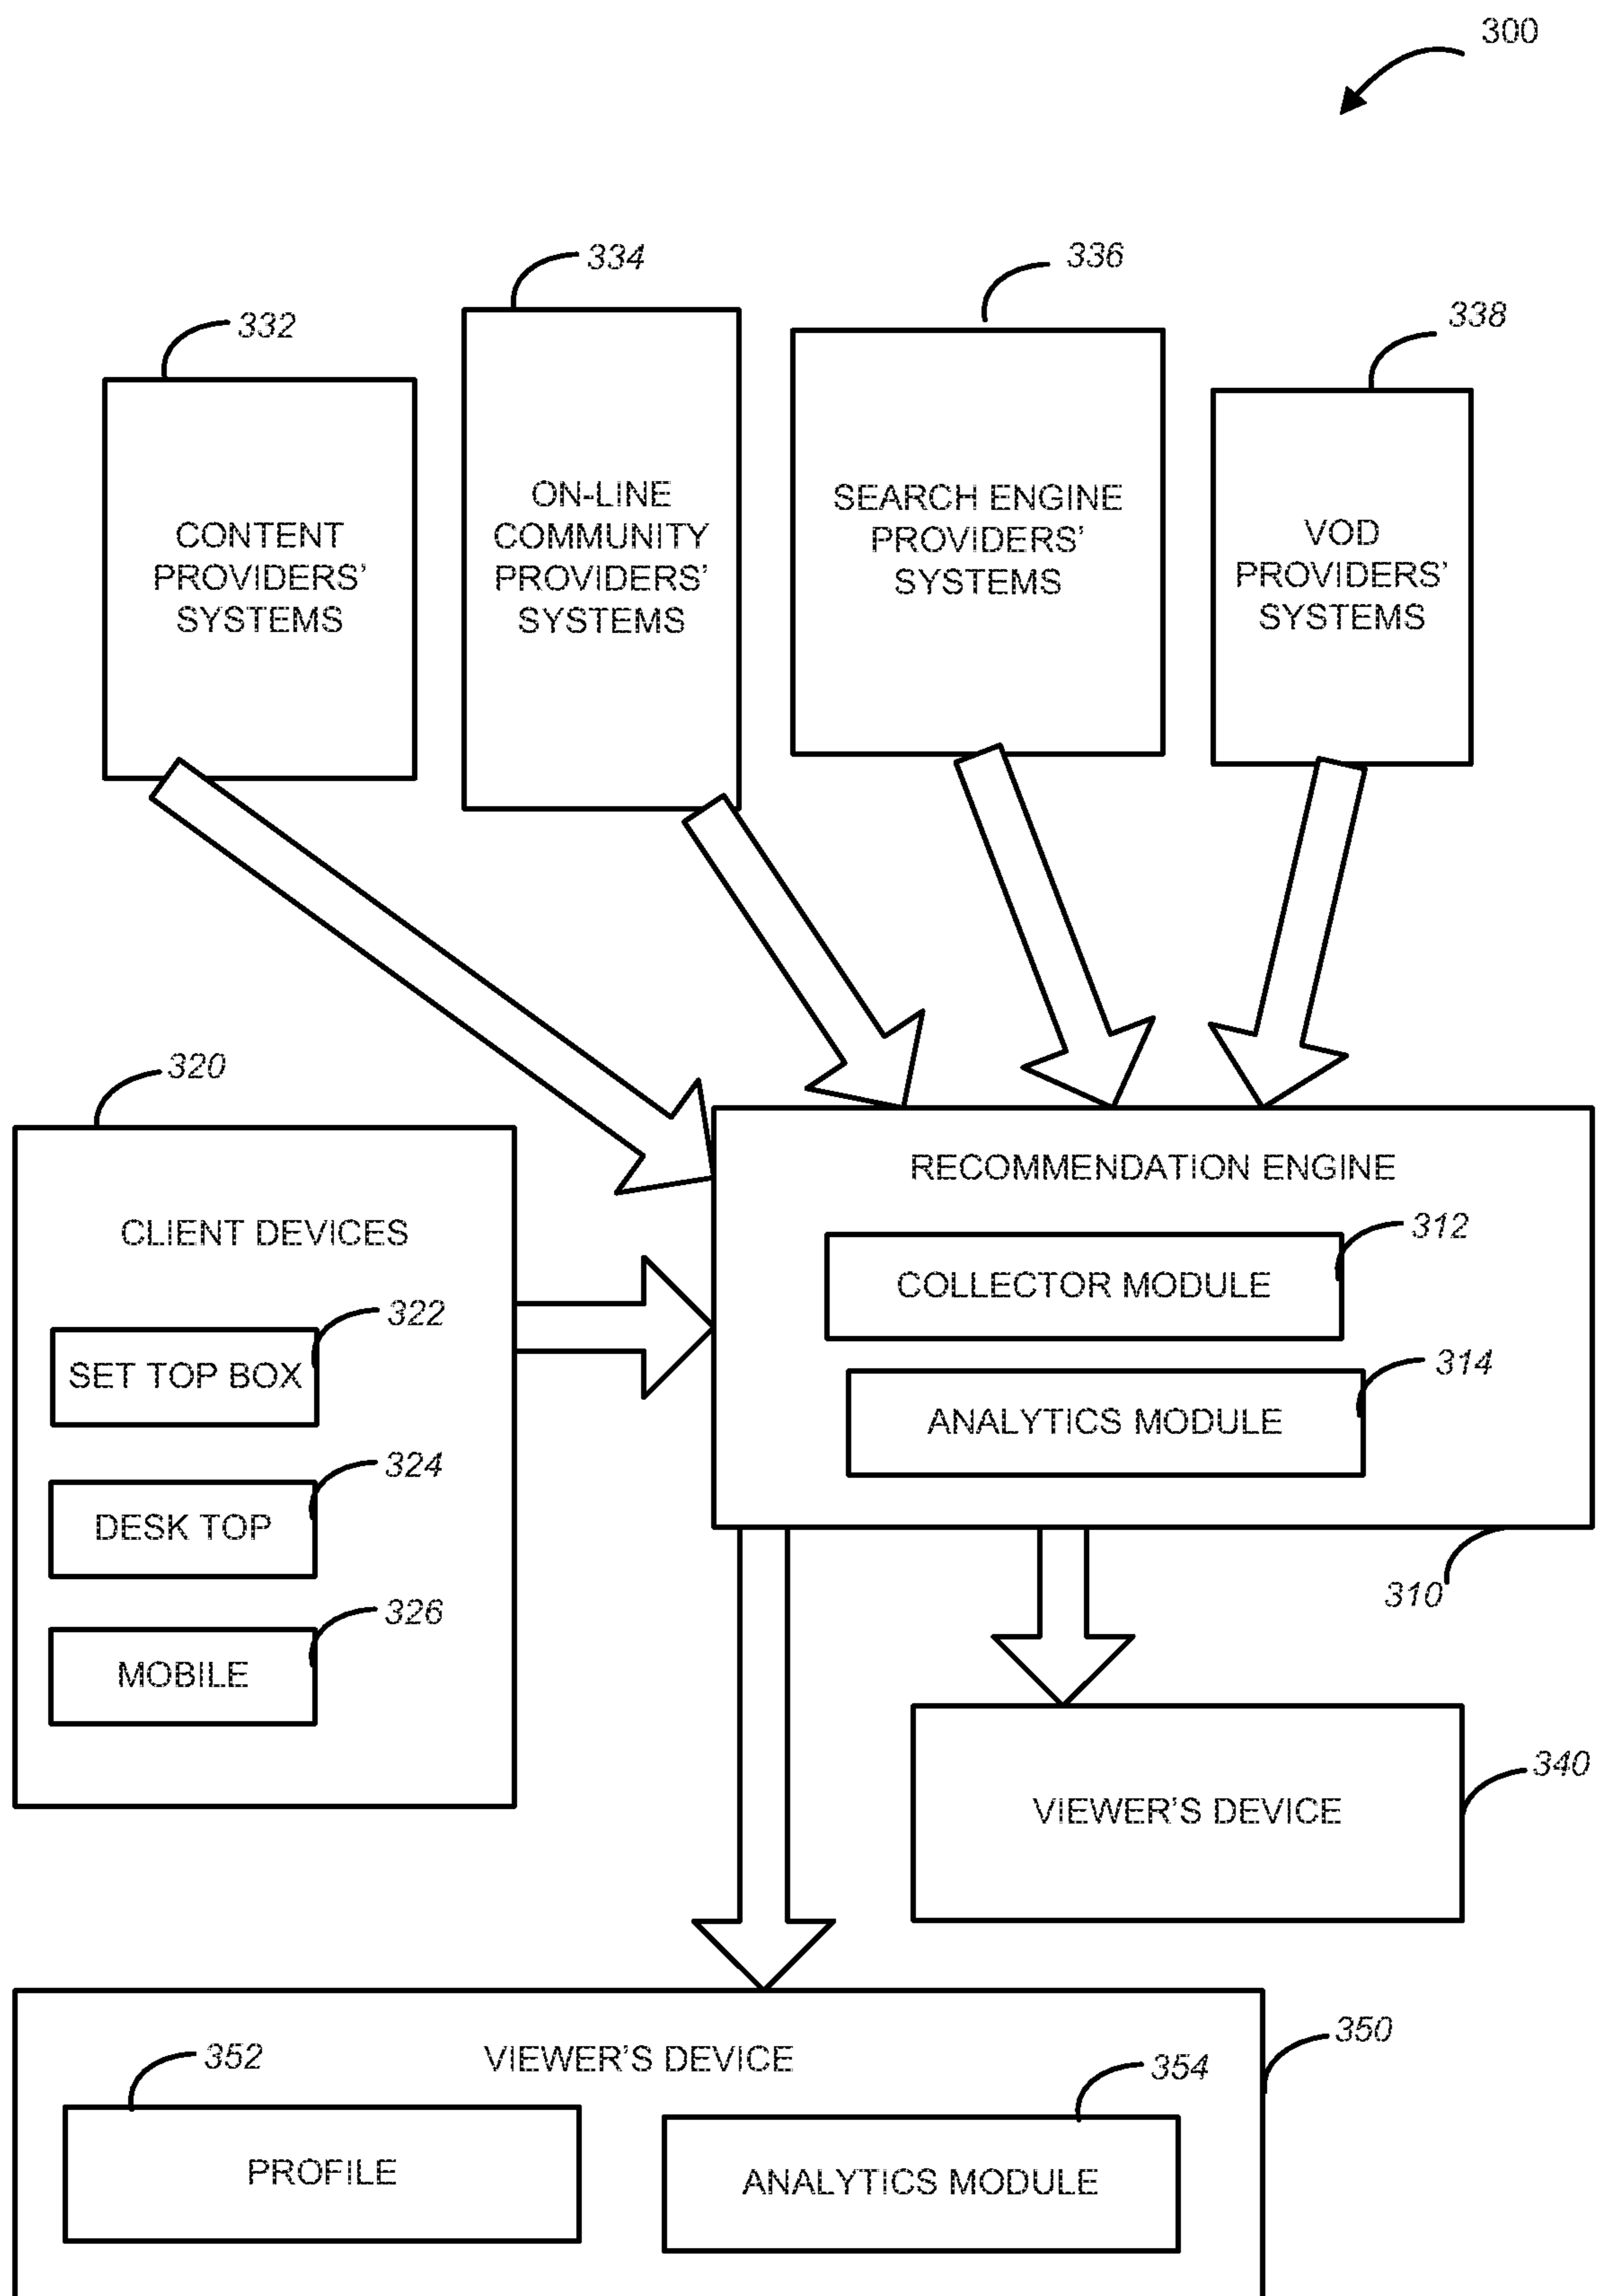 300
332
334
336
338
CONTENT
PROVIDERS'
SYSTEMS
ON-LINE
COMMUNITY
PROVIDERS'
SYSTEMS
SEARCH ENGINE
PROVIDERS'
SYSTEMS
VOD
PROVIDERS'
SYSTEMS
320
CLIENT DEVICES
322
SET TOP BOX
324
DESK TOP
326
MOBILE
RECOMMENDATION ENGINE
312
COLLECTOR MODULE
314
ANALYTICS MODULE
310
340
VIEWER'S DEVICE
350
VIEWER'S DEVICE
352
PROFILE
354
ANALYTICS MODULE